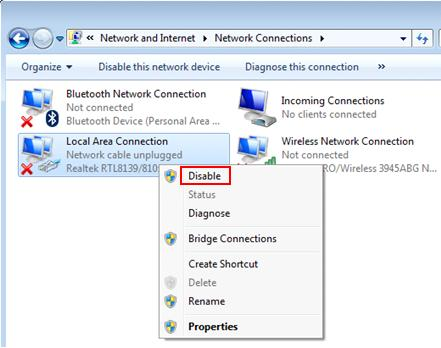 « Network and Internet Network Connections
Organize Disable this network device Diagnose this connection »
Bluetooth Network Connection
Not connected
Bluetooth Device (Personal Area ...
Incoming Connections
No clients connected
Local Area Connection
Network cable unplugged
Realtek RTL8139/810
Wireless Network Connection
Not connected
RO/Wireless 3945ABG N...
Disable
Status
Diagnose
Bridge Connections
Create Shortcut
Delete
Rename
Properties